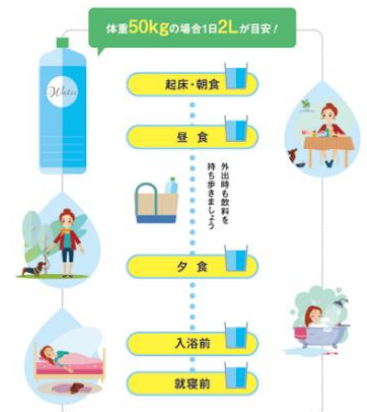 体重50kgの場合1日2Lが目安！
Water
起床・朝食
昼食
外出時も飲料を
持ち歩きましょう
夕食
入浴前
就寝前